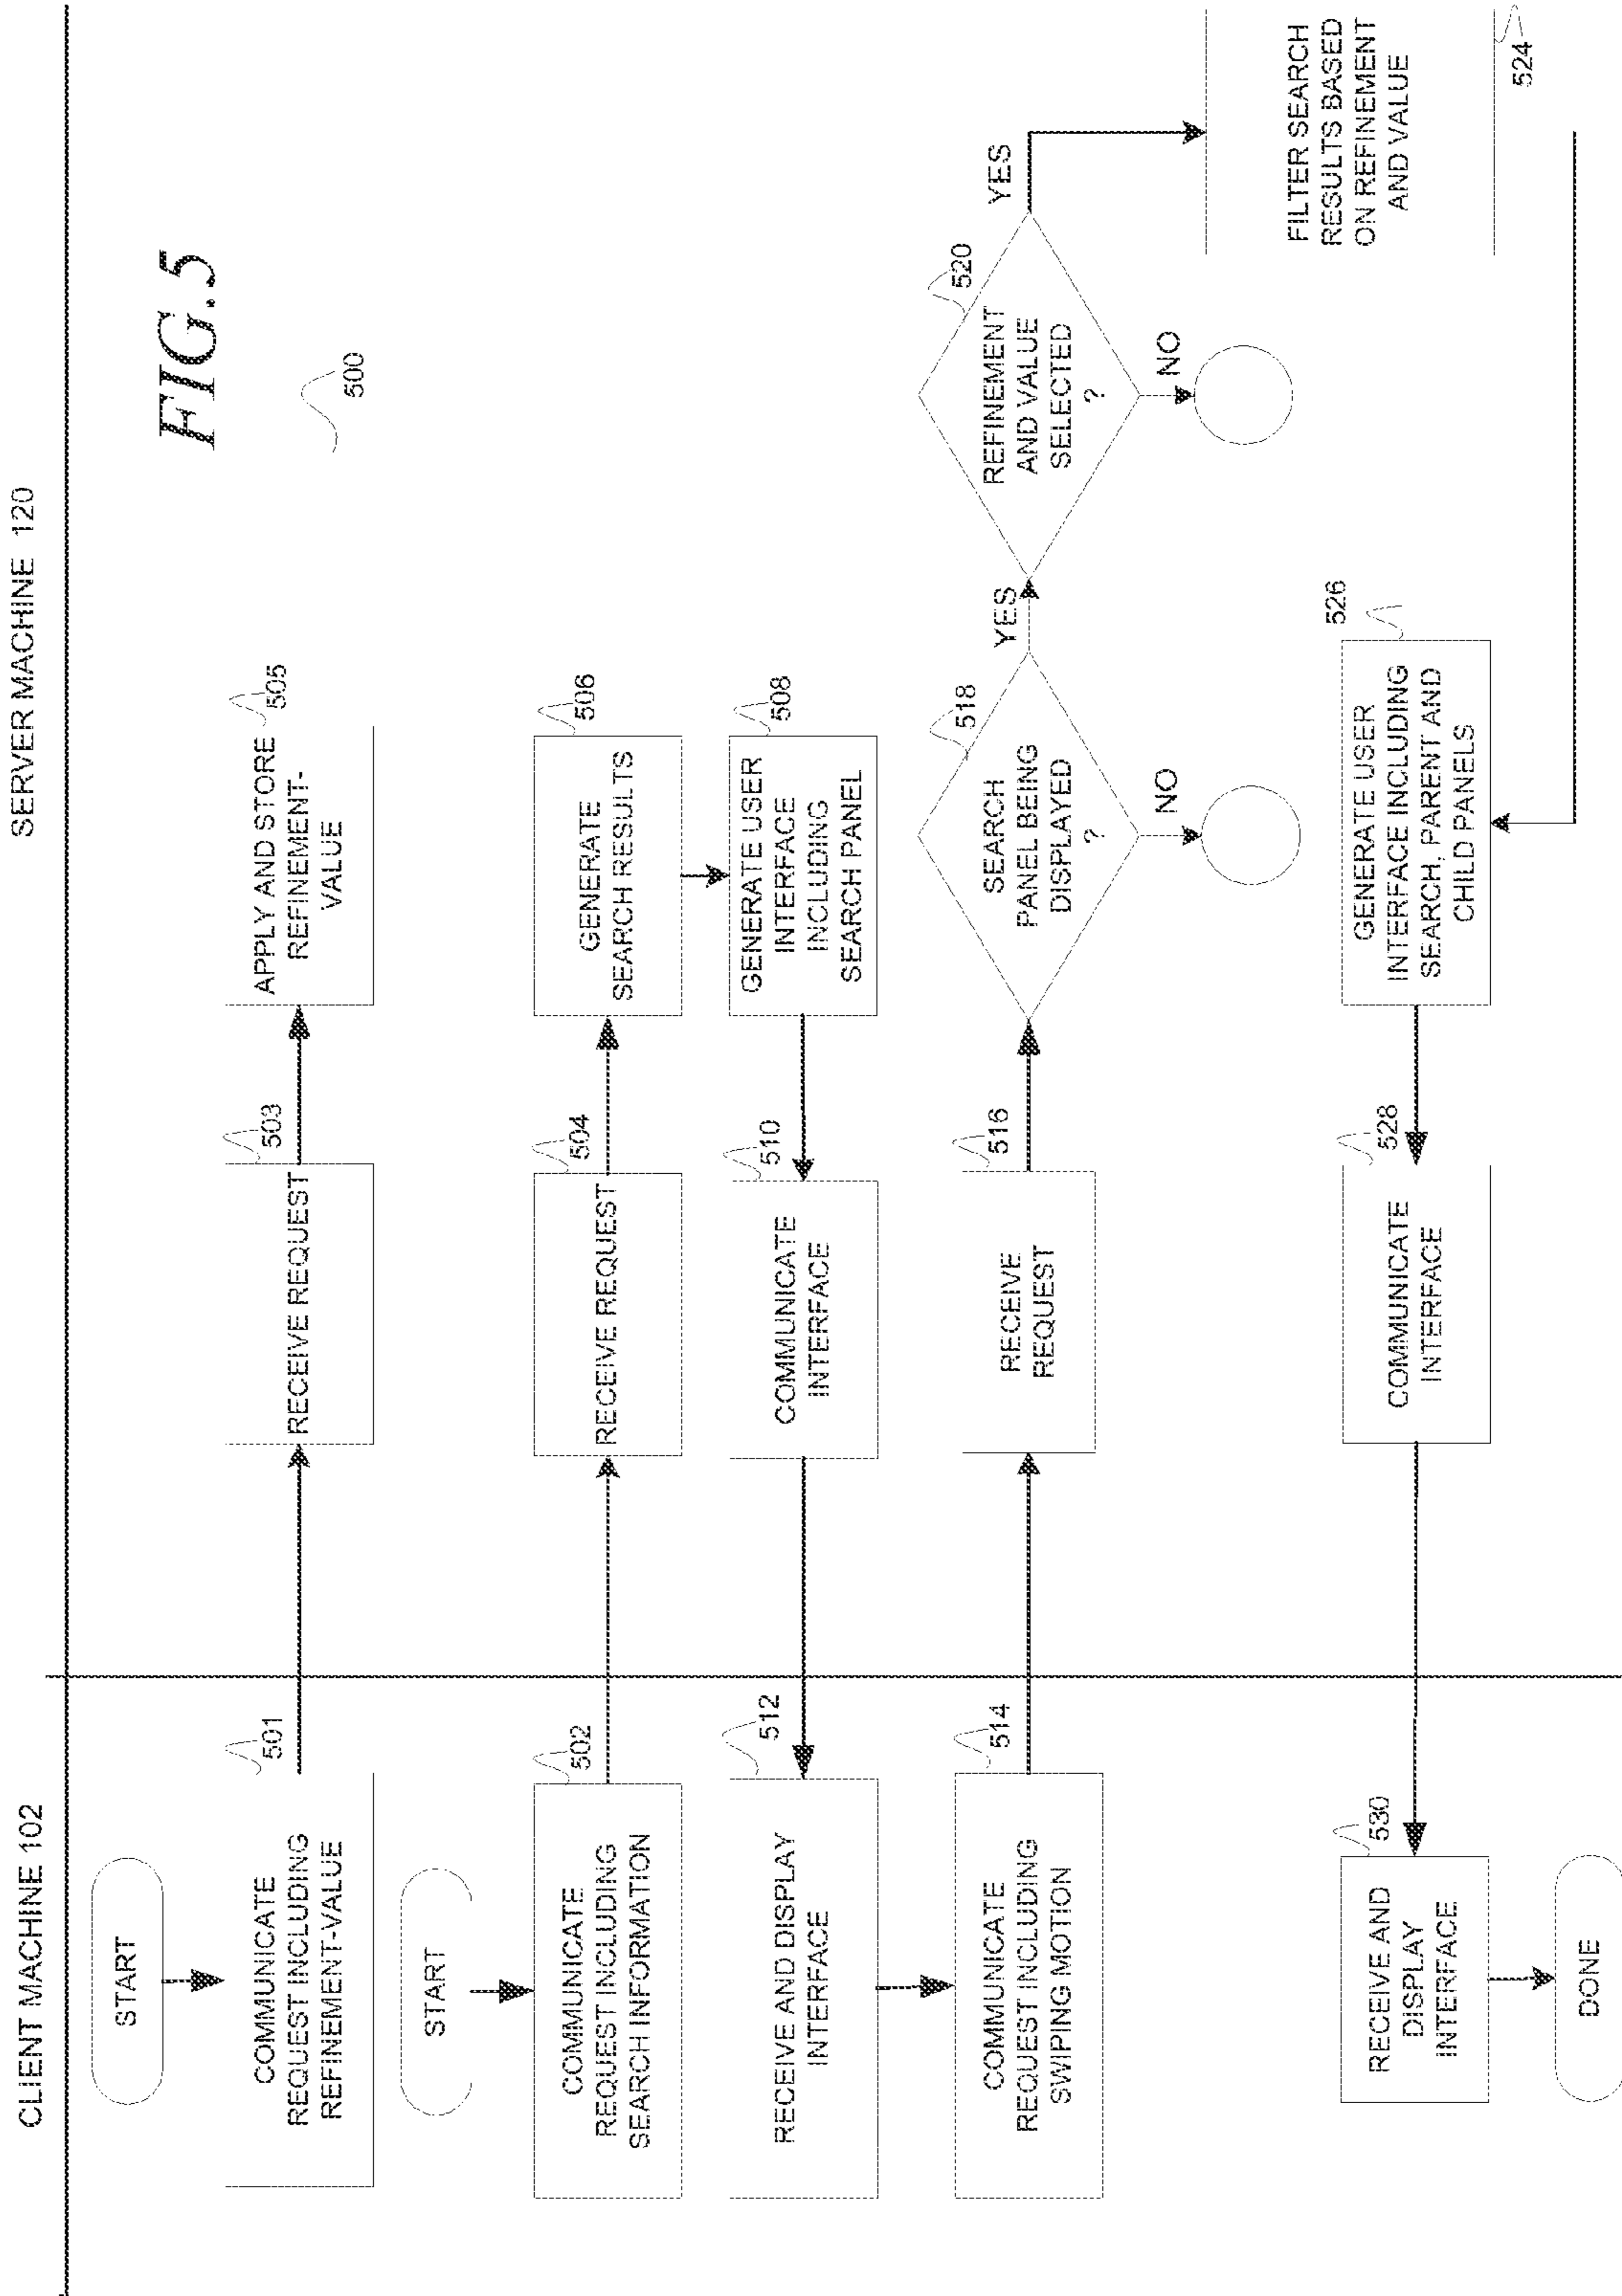 CLIENT MACHINE 102
SERVER MACHINE 120
FIG.5
500
START
501
COMMUNICATE
REQUEST INCLUDING
REFINEMENT-VALUE
503
RECEIVE REQUEST
505
APPLY AND STORE
REFINEMENT-
VALUE
START
502
COMMUNICATE
REQUEST INCLUDING
SEARCH INFORMATION
504
RECEIVE REQUEST
506
GENERATE
SEARCH RESULTS
508
GENERATE USER
INTERFACE
INCLUDING
SEARCH PANEL
510
COMMUNICATE
INTERFACE
512
RECEIVE AND DISPLAY
INTERFACE
514
COMMUNICATE
REQUEST INCLUDING
SWIPING MOTION
516
RECEIVE
REQUEST
518
SEARCH
PANEL BEING
DISPLAYED
?
YES
NO
520
REFINEMENT
AND VALUE
SELECTED
?
YES
NO
FILTER SEARCH
RESULTS BASED
ON REFINEMENT
AND VALUE
524
526
GENERATE USER
INTERFACE INCLUDING
SEARCH, PARENT AND
CHILD PANELS
528
COMMUNICATE
INTERFACE
530
RECEIVE AND
DISPLAY
INTERFACE
DONE